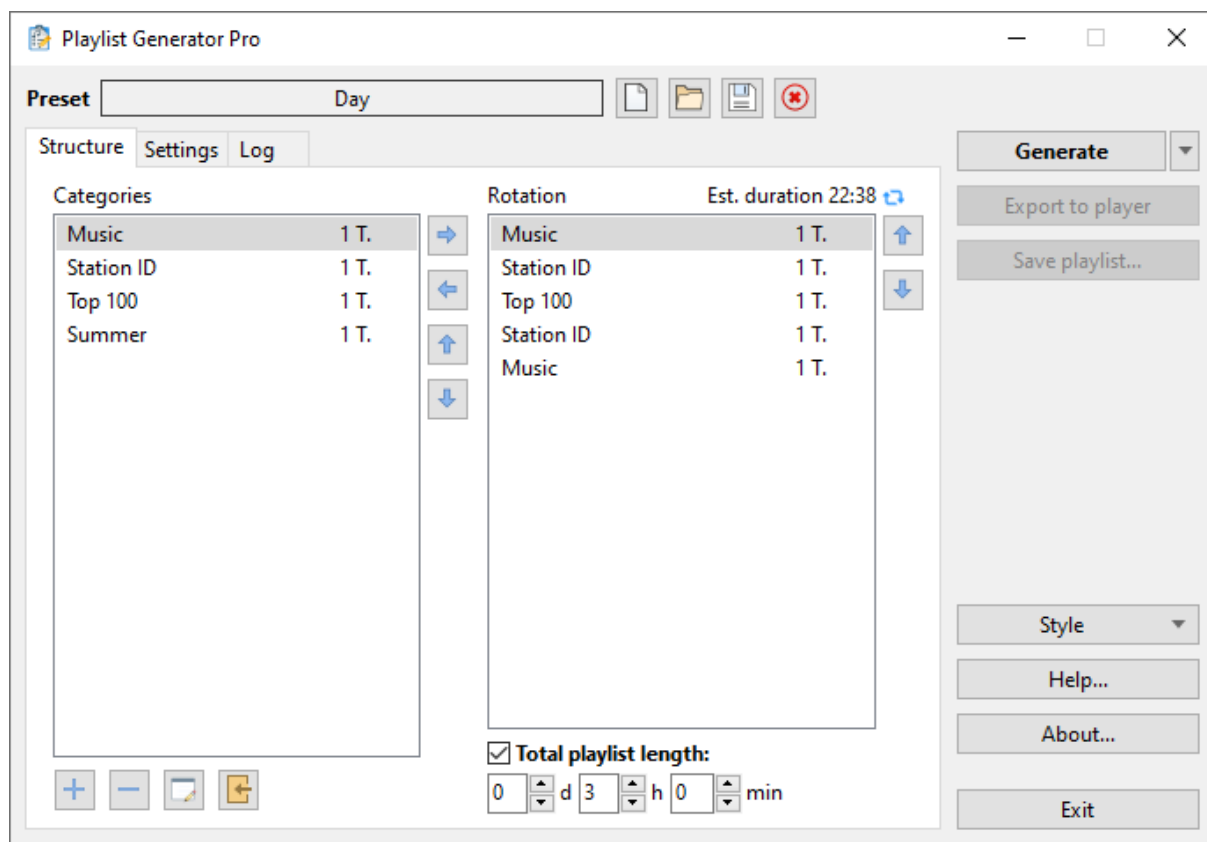 Playlist Generator Pro
Preset Day
Structure Settings Log
Generate
Categories
Music 1 T.
Station ID 1 T.
Top 100 1 T.
Summer 1 T.
Rotation Est. duration 22:38
Music 1 T.
Station ID 1 T.
Top 100 1 T.
Station ID 1 T.
Music 1 T.
Total playlist length:
0 d 3 h 0 min
Export to player
Save playlist...
Style
Help...
About...
Exit